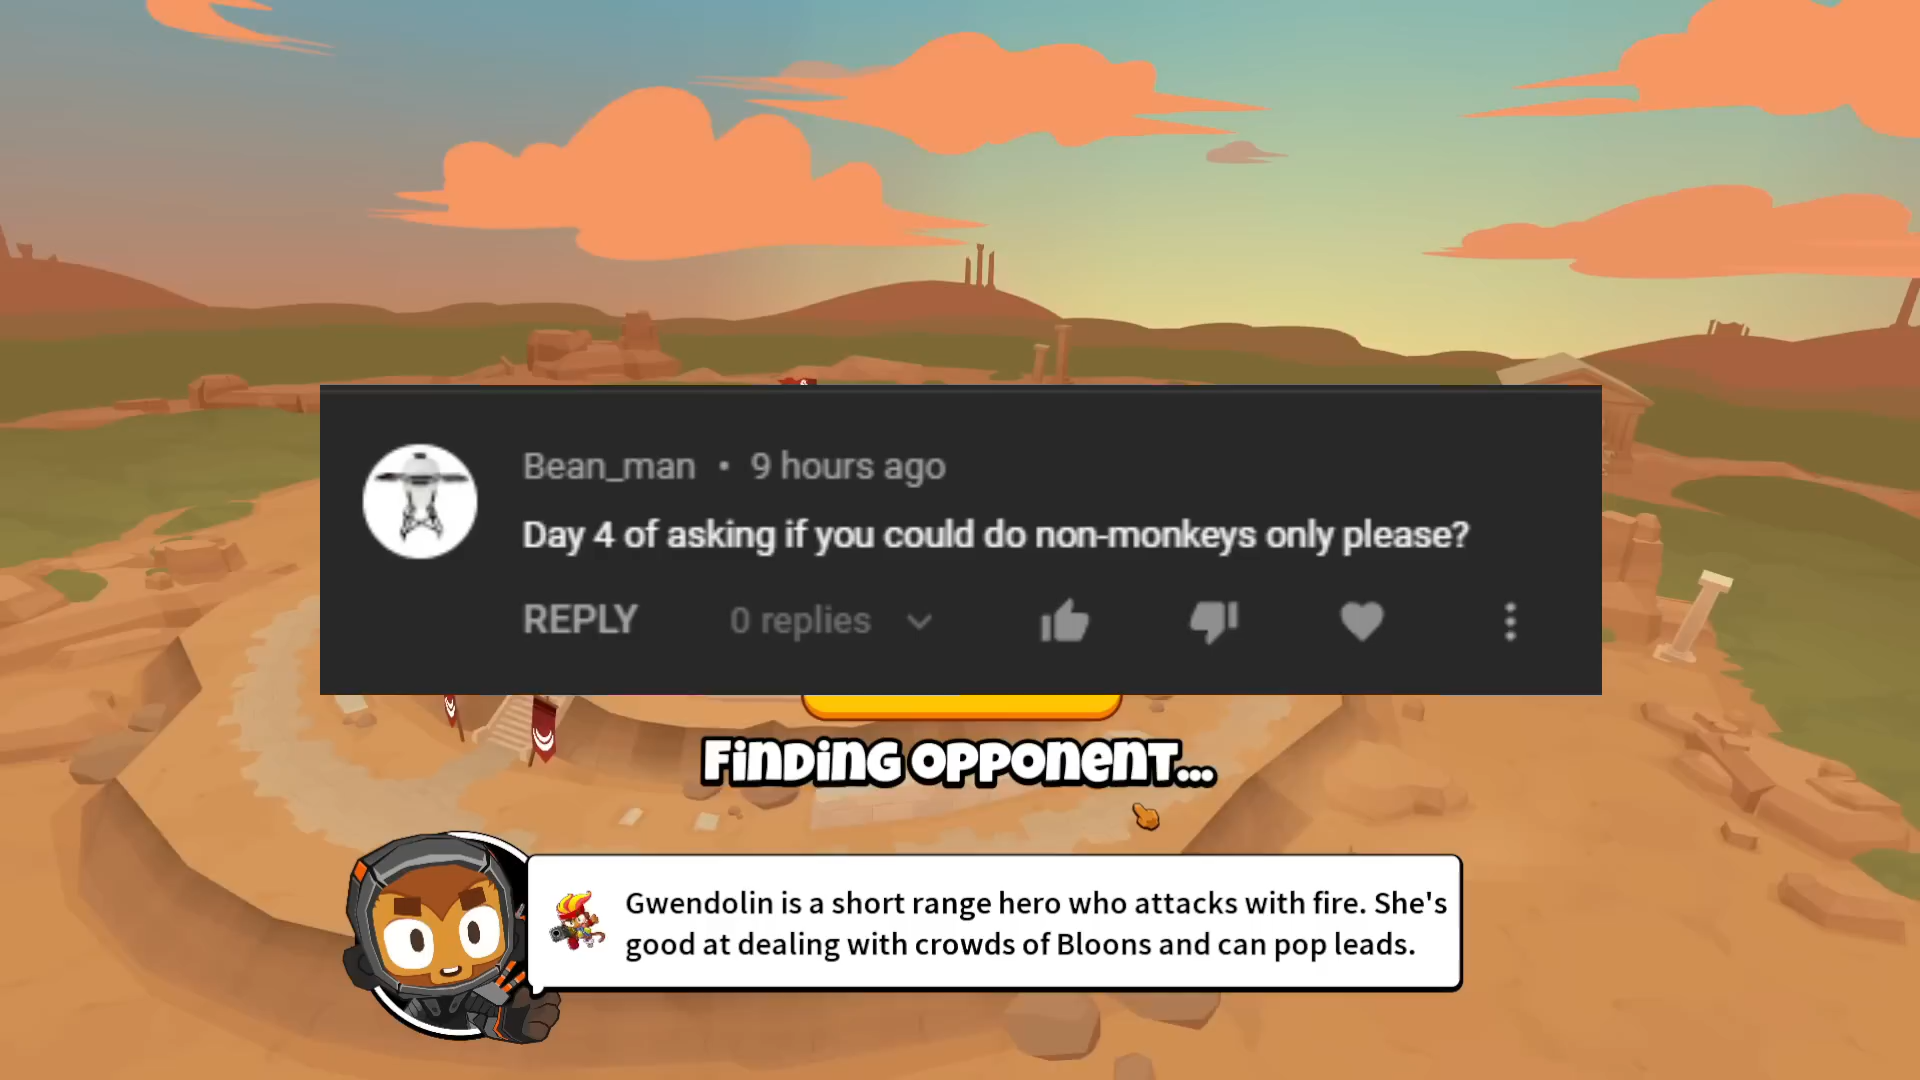 Bean_man • 9 hours ago
Day 4 of asking if you could do non-monkeys only please?
REPLY 0 replies
Finding opponent...
Gwendolin is a short range hero who attacks with fire. She's
good at dealing with crowds of Bloons and can pop leads.